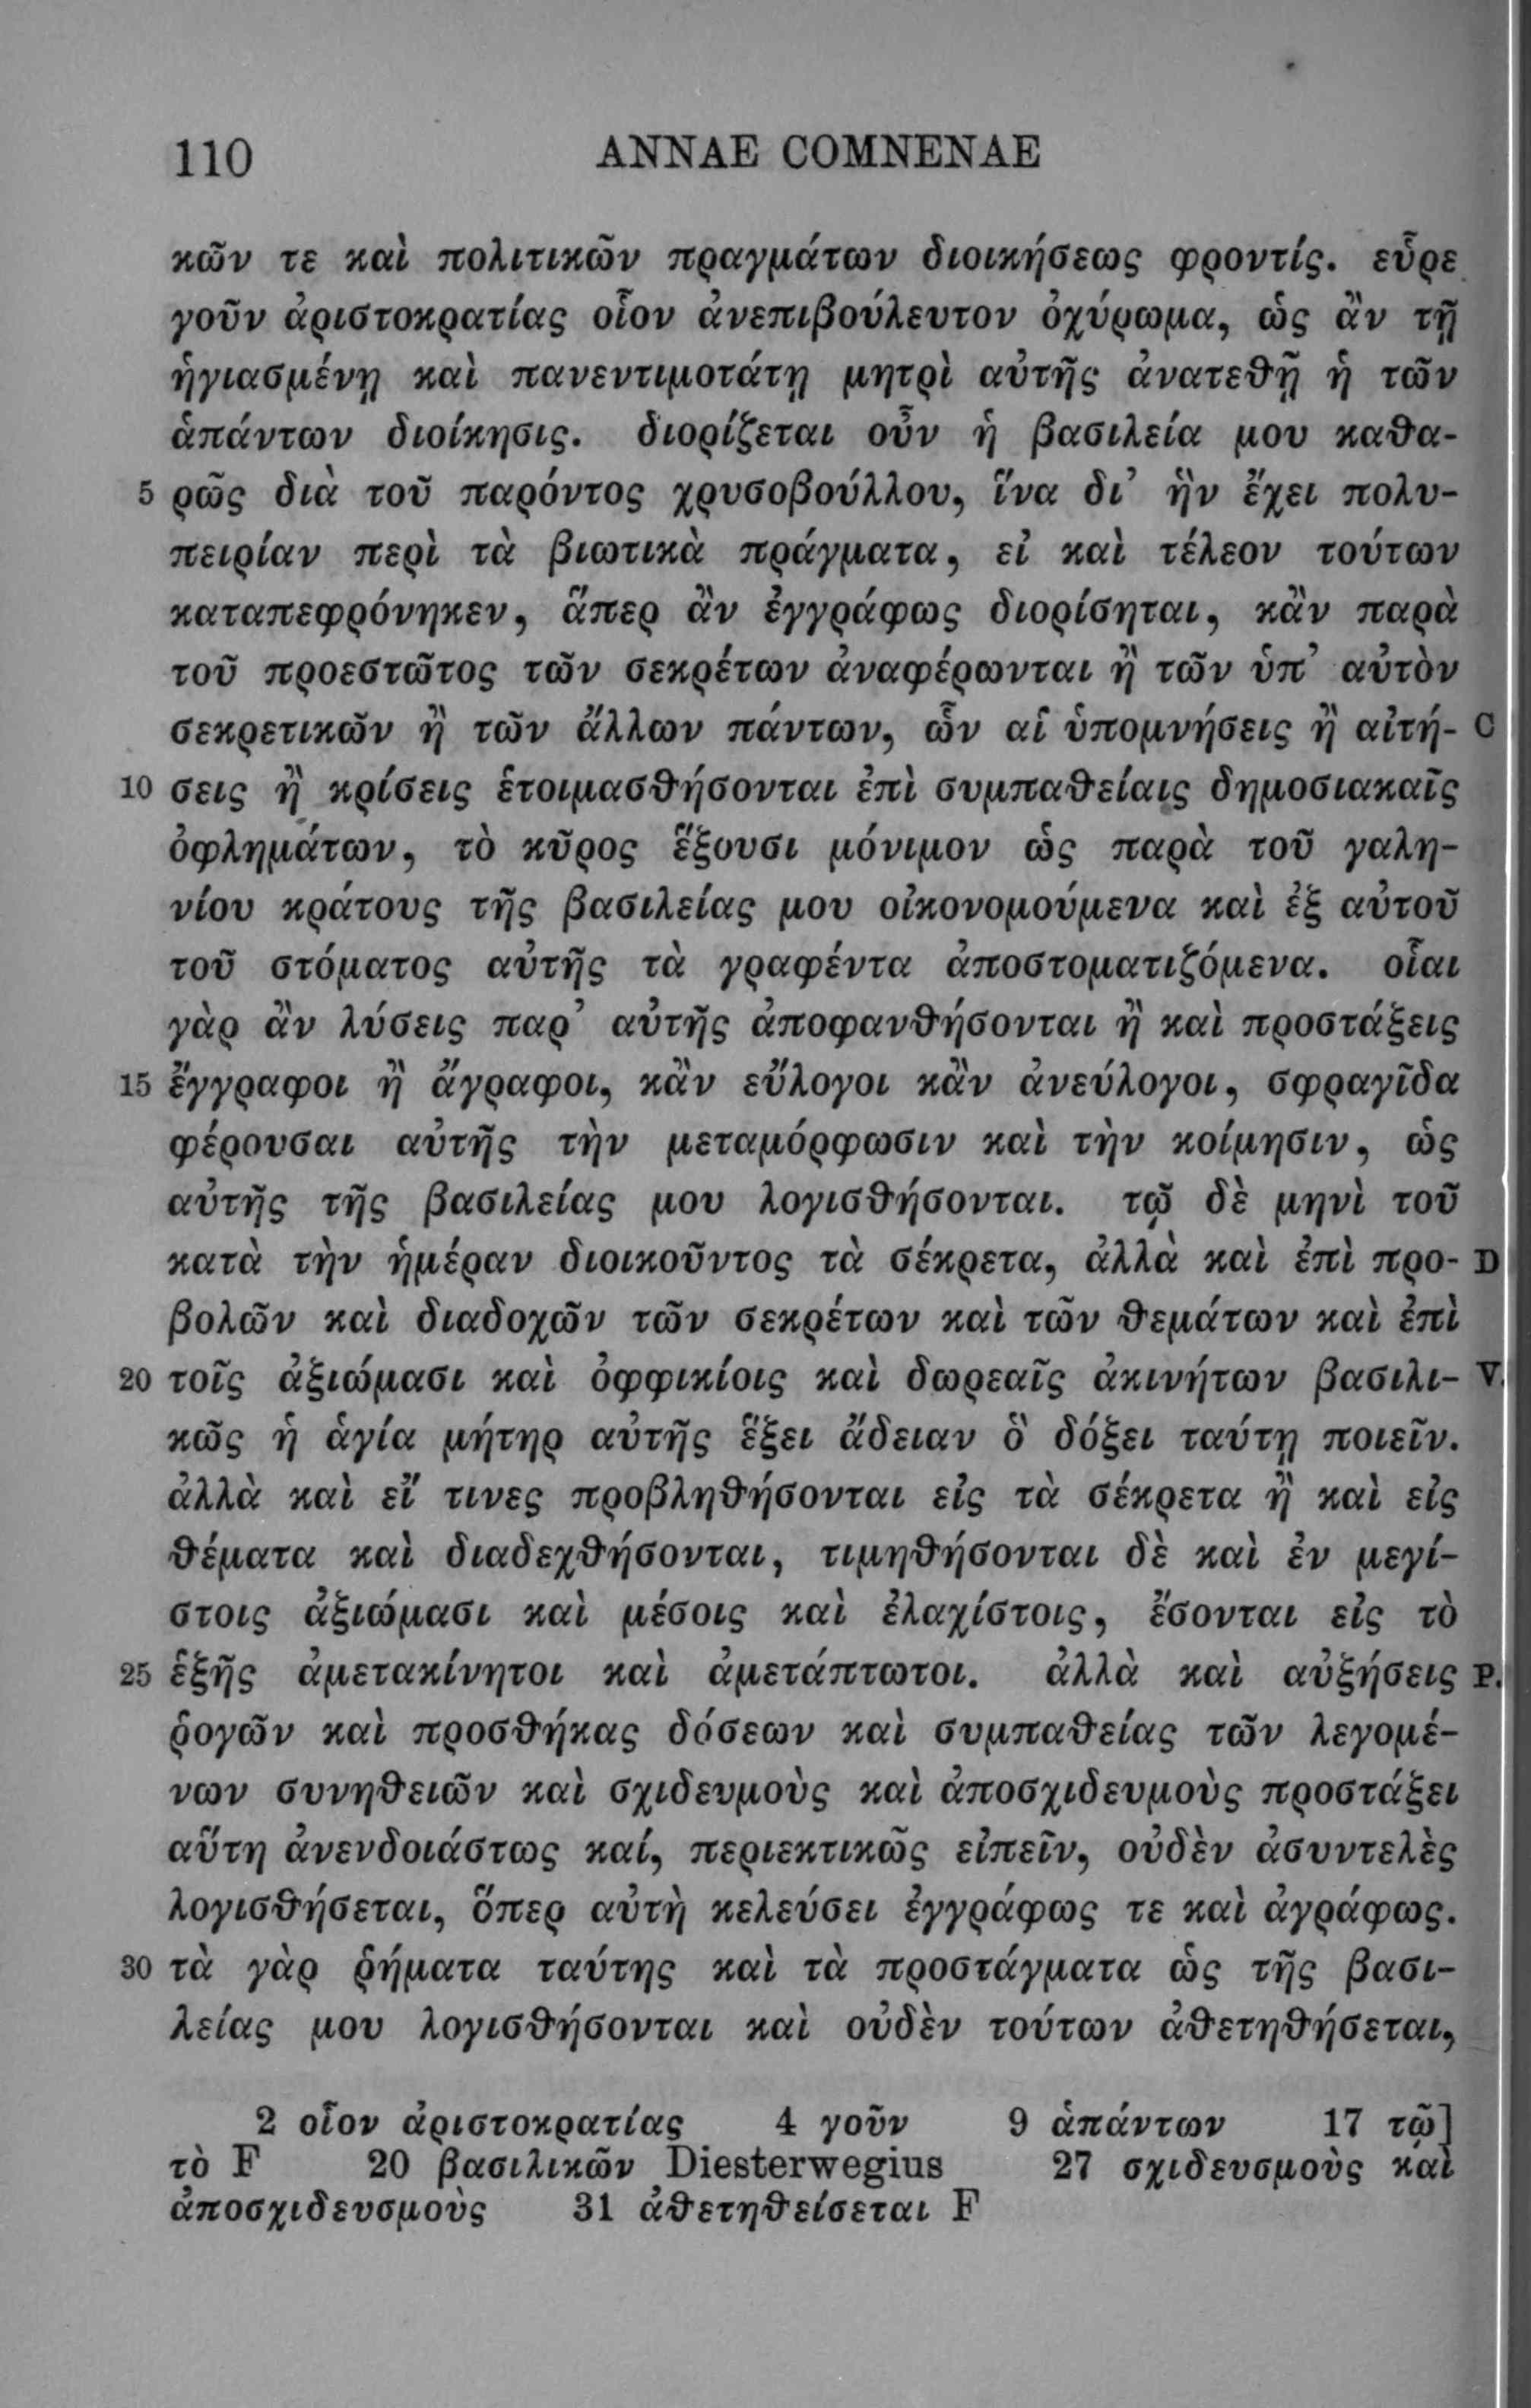 110 ANNAE COMNENAE
κῶν τε καὶ πολιτικῶν πραγμάτων διοικήσεως φροντίς. εὗρε
γοῦν ἀριστοκρατίας οἷον ἀνεπιβούλευτον ὀχύρωμα, ὡς ἂν τῇ
ἡγιασμένῃ καὶ πανεντιμοτάτῃ μητρὶ αὐτῆς ἀνατεθῇ ἡ τῶν
ἁπάντων διοίκησις. διορίζεται οὖν ἡ βασιλεία μου καθα-
5 ρῶς διὰ τοῦ παρόντος χρυσοβούλλου, ἵνα δι᾽ ἣν ἔχει πολυ-
πειρίαν περὶ τὰ βιωτικὰ πράγματα, εἰ καὶ τέλεον τούτων
καταπεφρόνηκεν, ἅπερ ἂν ἐγγράφως διορίσηται, κἂν παρὰ
τοῦ προεστῶτος τῶν σεκρέτων ἀναφέρωνται ἢ τῶν ὑπ᾽ αὐτὸν
σεκρετικῶν ἢ τῶν ἄλλων πάντων, ὧν αἱ ὑπομνήσεις ἢ αἰτή- C
10 σεις ἢ κρίσεις ἑτοιμασθήσονται ἐπὶ συμπαθείαις δημοσιακαῖς
ὀφλημάτων, τὸ κῦρος ἕξουσι μόνιμον ὡς παρὰ τοῦ γαλη-
νίου κράτους τῆς βασιλείας μου οἰκονομούμενα καὶ ἐξ αὐτοῦ
τοῦ στόματος αὐτῆς τὰ γραφέντα ἀποστοματιζόμενα. οἷαι
γὰρ ἂν λύσεις παρ᾽ αὐτῆς ἀποφανθήσονται ἢ καὶ προστάξεις
15 ἔγγραφοι ἢ ἄγραφοι, κἂν εὔλογοι κἂν ἀνεύλογοι, σφραγῖδα
φέρουσαι αὐτῆς τὴν μεταμόρφωσιν καὶ τὴν κοίμησιν, ὡς
αὐτῆς τῆς βασιλείας μου λογισθήσονται. τῷ δὲ μηνὶ τοῦ
κατὰ τὴν ἡμέραν διοικοῦντος τὰ σέκρετα, ἀλλὰ καὶ ἐπὶ προ- D
βολῶν καὶ διαδοχῶν τῶν σεκρέτων καὶ τῶν θεμάτων καὶ ἐπὶ
20 τοῖς ἀξιώμασι καὶ ὀφφικίοις καὶ δωρεαῖς ἀκινήτων βασιλι- V.
κῶς ἡ ἁγία μήτηρ αὐτῆς ἕξει ἄδειαν ὃ δόξει ταύτῃ ποιεῖν.
ἀλλὰ καὶ εἴ τινες προβληθήσονται εἰς τὰ σέκρετα ἢ καὶ εἰς
θέματα καὶ διαδεχθήσονται, τιμηθήσονται δὲ καὶ ἐν μεγί-
στοις ἀξιώμασι καὶ μέσοις καὶ ἐλαχίστοις, ἔσονται εἰς τὸ
25 ἑξῆς ἀμετακίνητοι καὶ ἀμετάπτωτοι. ἀλλὰ καὶ αὐξήσεις P.
ῥογῶν καὶ προσθήκας δόσεων καὶ συμπαθείας τῶν λεγομέ-
νων συνηθειῶν καὶ σχιδευμοὺς καὶ ἀποσχιδευμοὺς προστάξει
αὕτη ἀνενδοιάστως καί, περιεκτικῶς εἰπεῖν, οὐδὲν ἀσυντελὲς
λογισθήσεται, ὅπερ αὐτὴ κελεύσει ἐγγράφως τε καὶ ἀγράφως.
30 τὰ γὰρ ῥήματα ταύτης καὶ τὰ προστάγματα ὡς τῆς βασι-
λείας μου λογισθήσονται καὶ οὐδὲν τούτων ἀθετηθήσεται,
2 οἷον ἀριστοκρατίας 4 γοῦν 9 ἁπάντων 17 τῷ]
τὸ F 20 βασιλικῶν Diesterwegius 27 σχιδευσμοὺς καὶ
ἀποσχιδευσμοὺς 31 ἀθετηθείσεται F